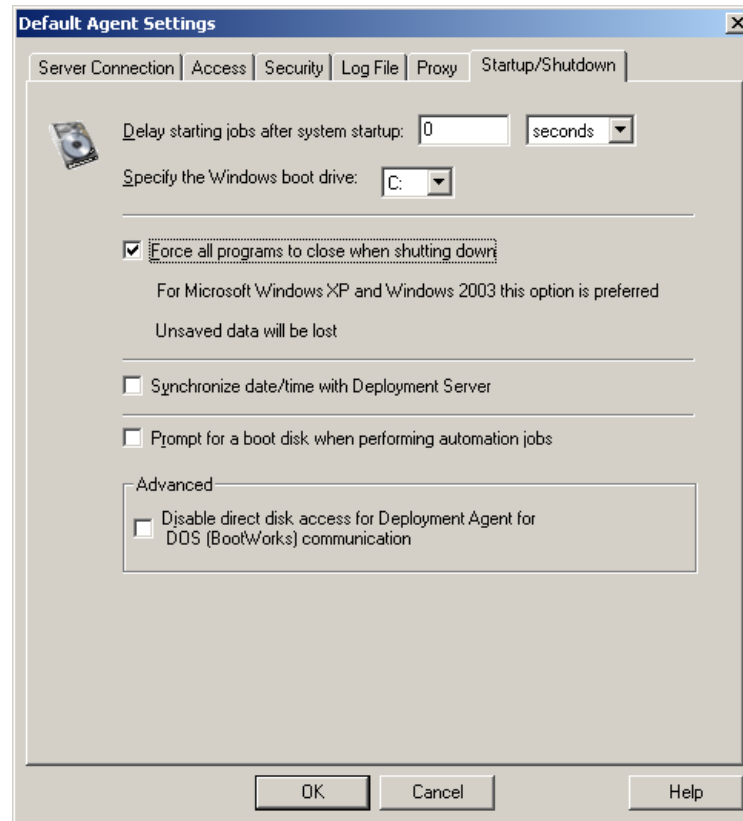 Default Agent Settings
Server Connection Access Security Log File Proxy Startup/Shutdown
Delay starting jobs after system startup: 0 seconds
Specify the Windows boot drive: C:
Force all programs to close when shutting down
For Microsoft Windows XP and Windows 2003 this option is preferred
Unsaved data will be lost
Synchronize date/time with Deployment Server
Prompt for a boot disk when performing automation jobs
Advanced
Disable direct disk access for Deployment Agent for
DOS (BootWorks) communication
OK Cancel Help